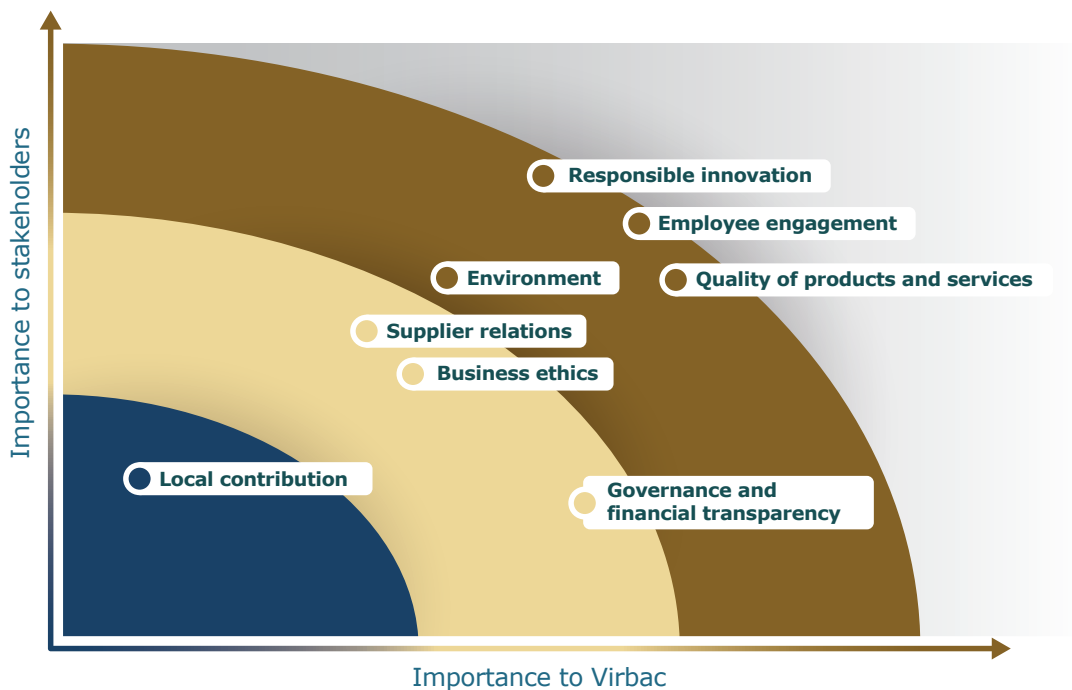 Importance to stakeholders
Responsible innovation
Employee engagement
Environment
Quality of products and services
Supplier relations
Business ethics
Local contribution
Governance and
financial transparency
Importance to Virbac